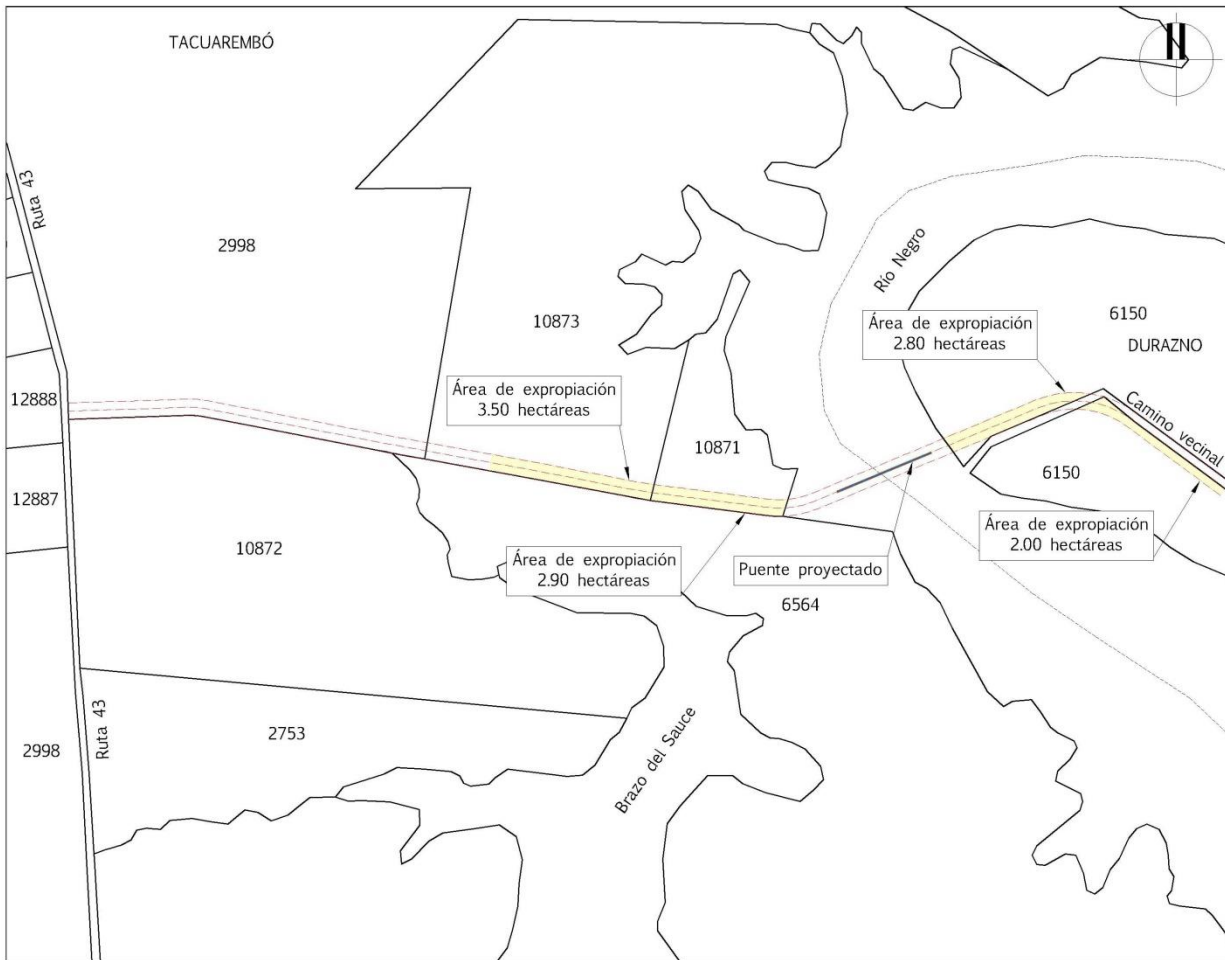 TACUAREMBÓ
N
Ruta 43
2998
10873
Río Negro
6150
DURAZNO
Área de expropiación
2.80 hectáreas
Área de expropiación
3.50 hectáreas
12888
Camino vecinal
10871
6150
12887
10872
Área de expropiación
2.00 hectáreas
Área de expropiación
2.90 hectáreas
Puente proyectado
6564
Ruta 43
2998
2753
Brazo del Sauce